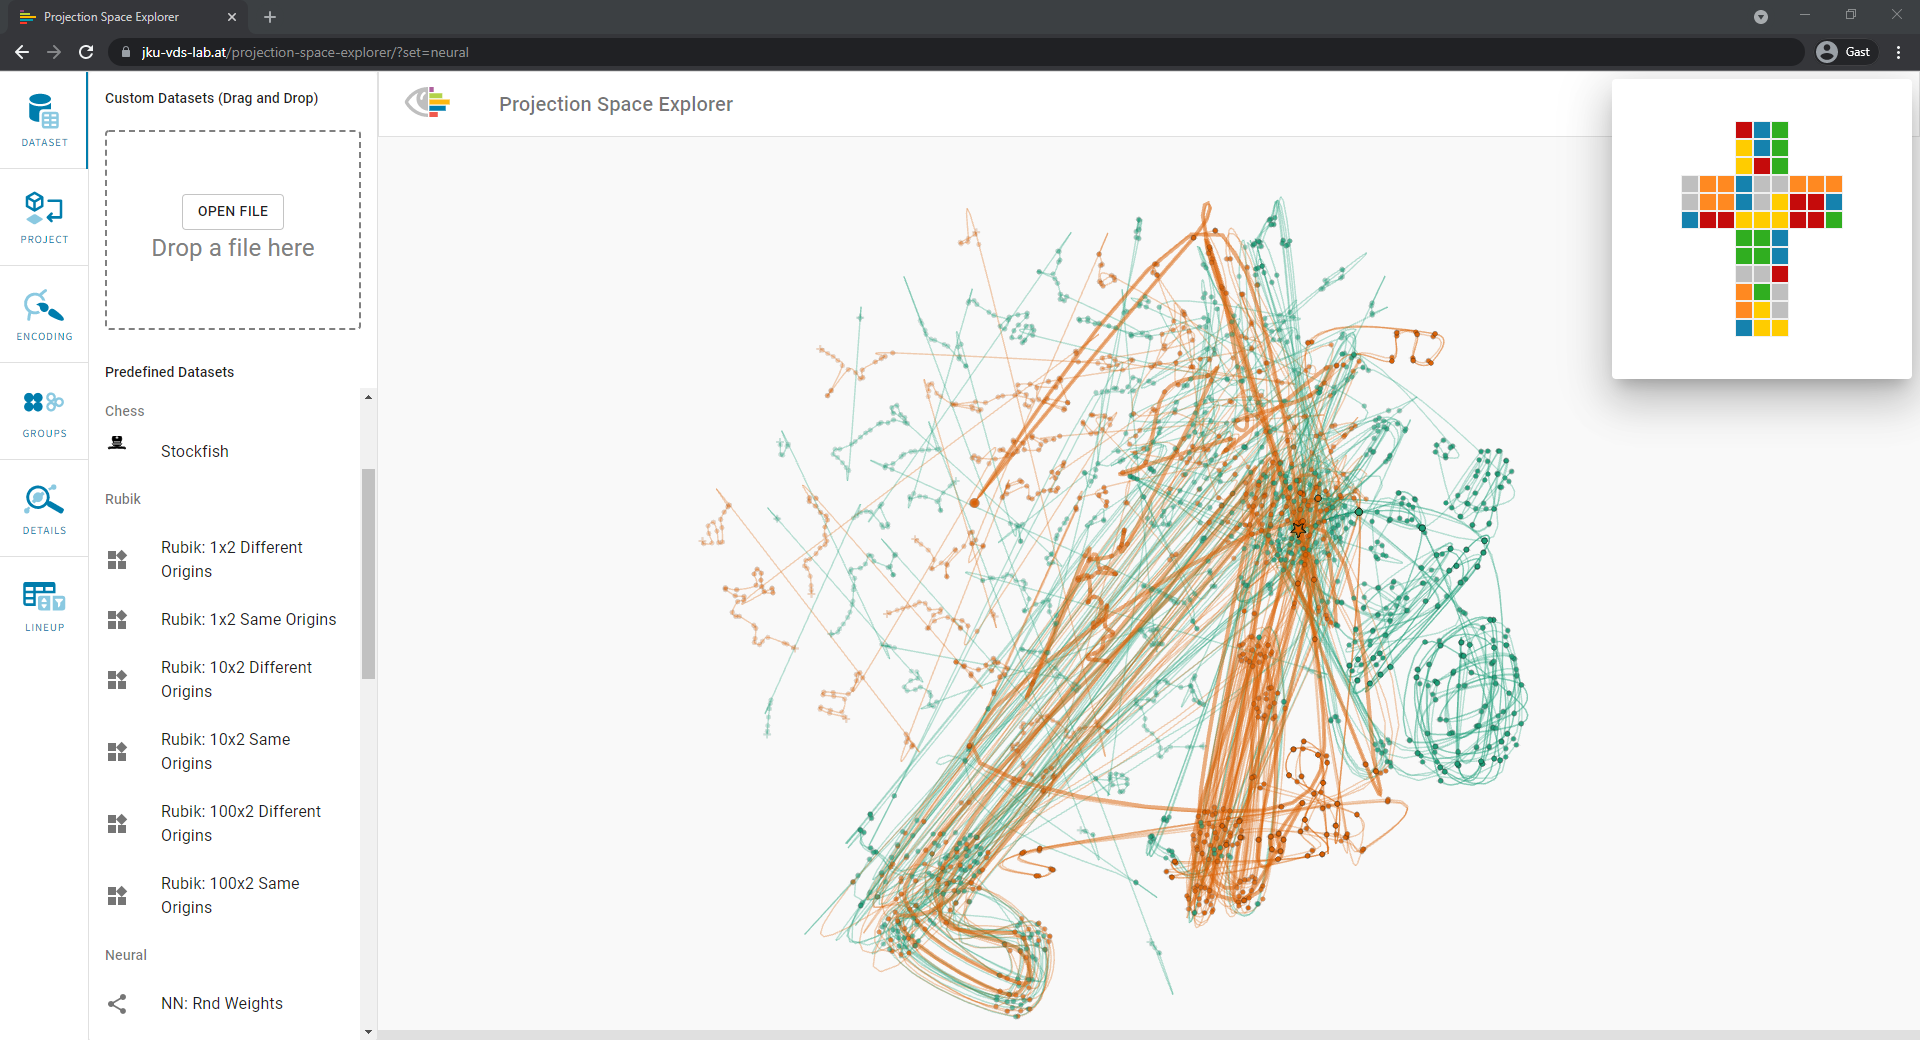 Projection Space Explorer
jku-vds-lab.at/projection-space-explorer/?set=neural
Gast
DATASET
PROJECT
ENCODING
GROUPS
DETAILS
LINEUP
Custom Datasets (Drag and Drop)
OPEN FILE
Drop a file here
Predefined Datasets
Chess
Stockfish
Rubik
Rubik: 1x2 Different
Origins
Rubik: 1x2 Same Origins
Rubik: 10x2 Different
Origins
Rubik: 10x2 Same
Origins
Rubik: 100x2 Different
Origins
Rubik: 100x2 Same
Origins
Neural
NN: Rnd Weights
Projection Space Explorer